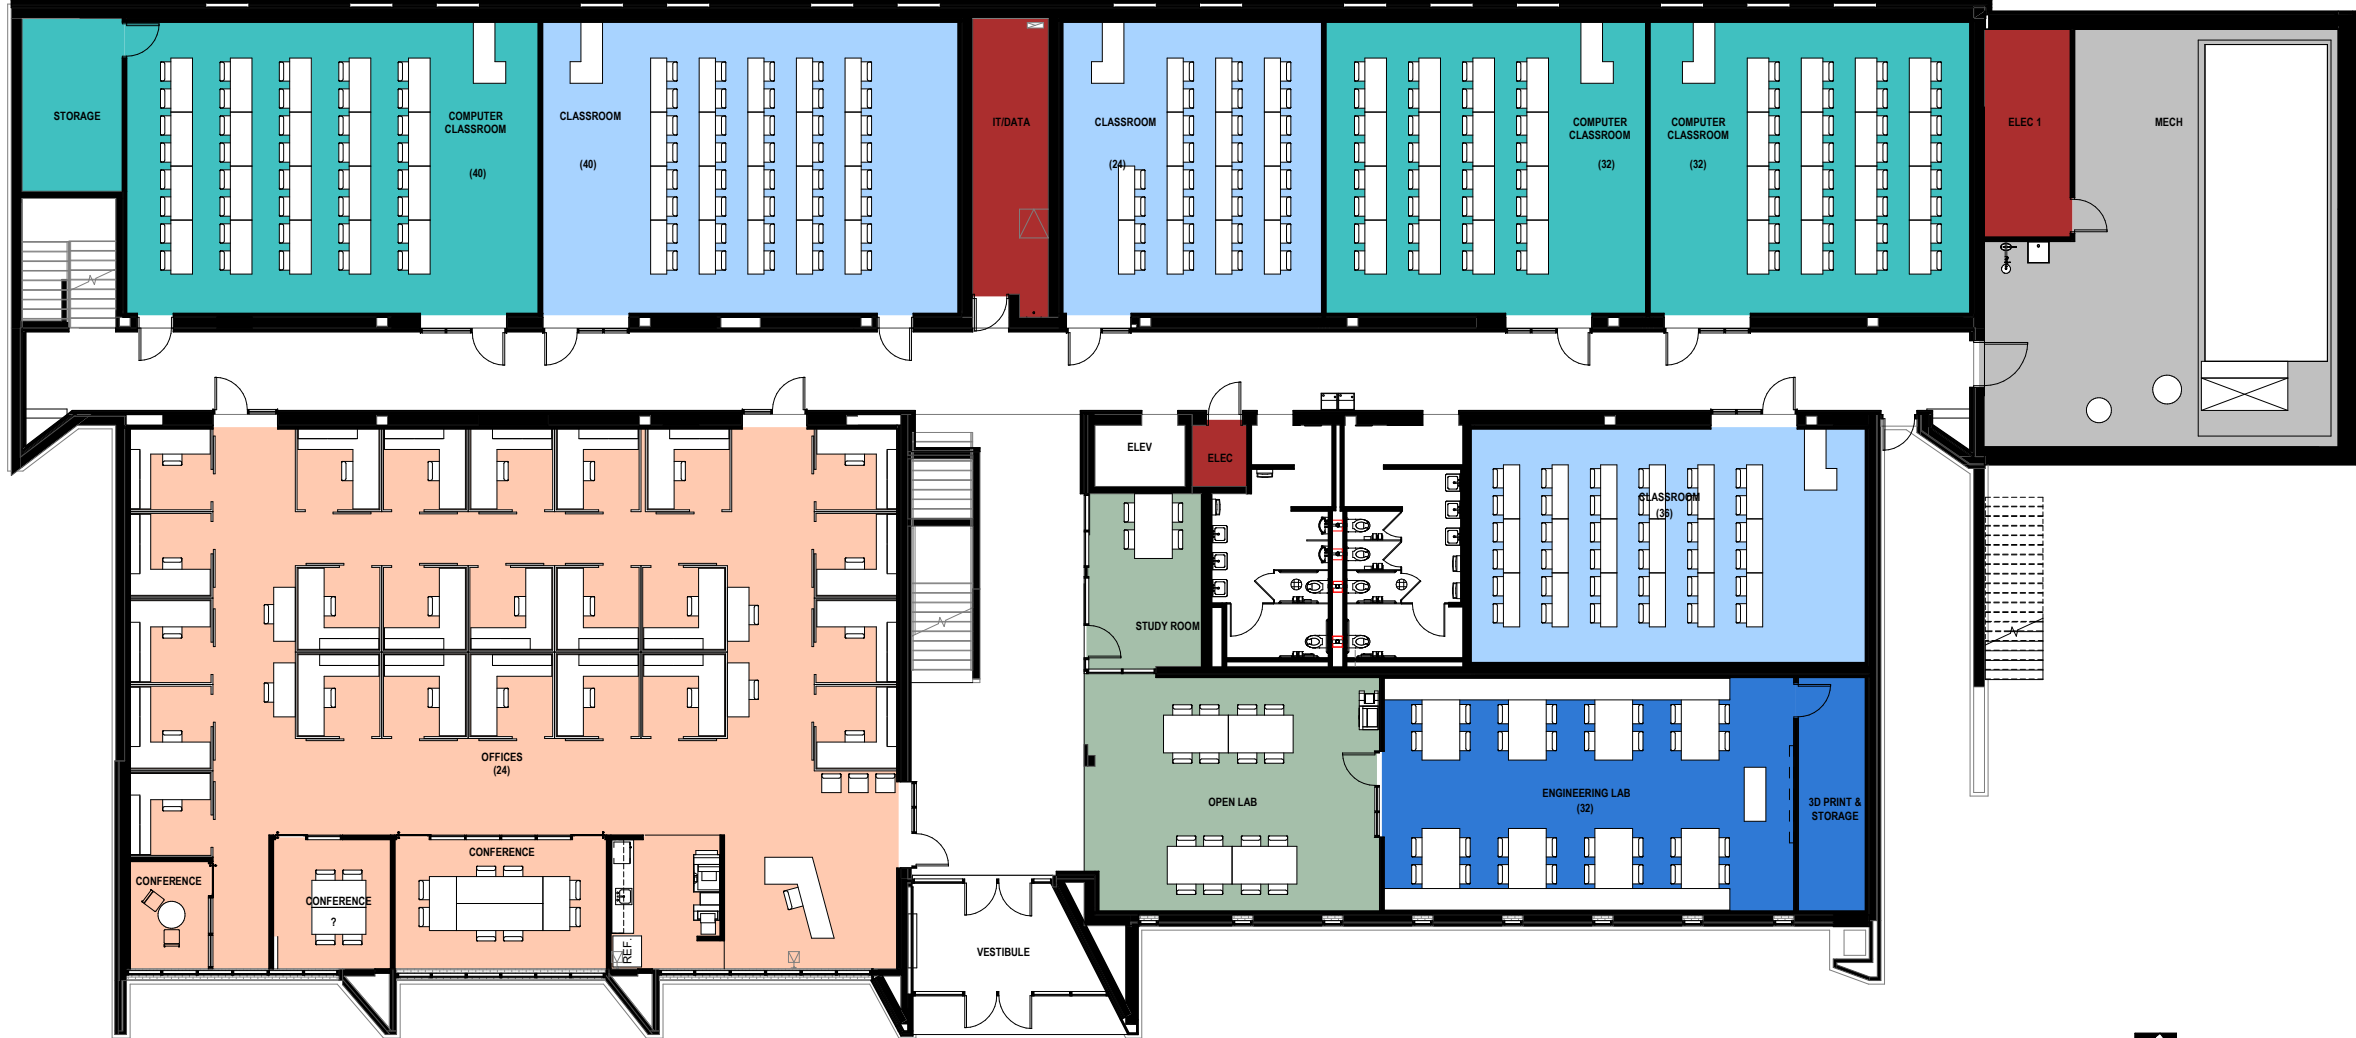 STORAGE
COMPUTER
CLASSROOM
(40)
CLASSROOM
(40)
IT/DATA
CLASSROOM
(24)
COMPUTER
CLASSROOM
(32)
COMPUTER
CLASSROOM
(32)
ELEC 1
MECH
ELEV
ELEC
CLASSROOM
(36)
STUDY ROOM
OFFICES
(24)
OPEN LAB
ENGINEERING LAB
(32)
3D PRINT &
STORAGE
CONFERENCE
CONFERENCE
CONFERENCE
?
REF.
VESTIBULE